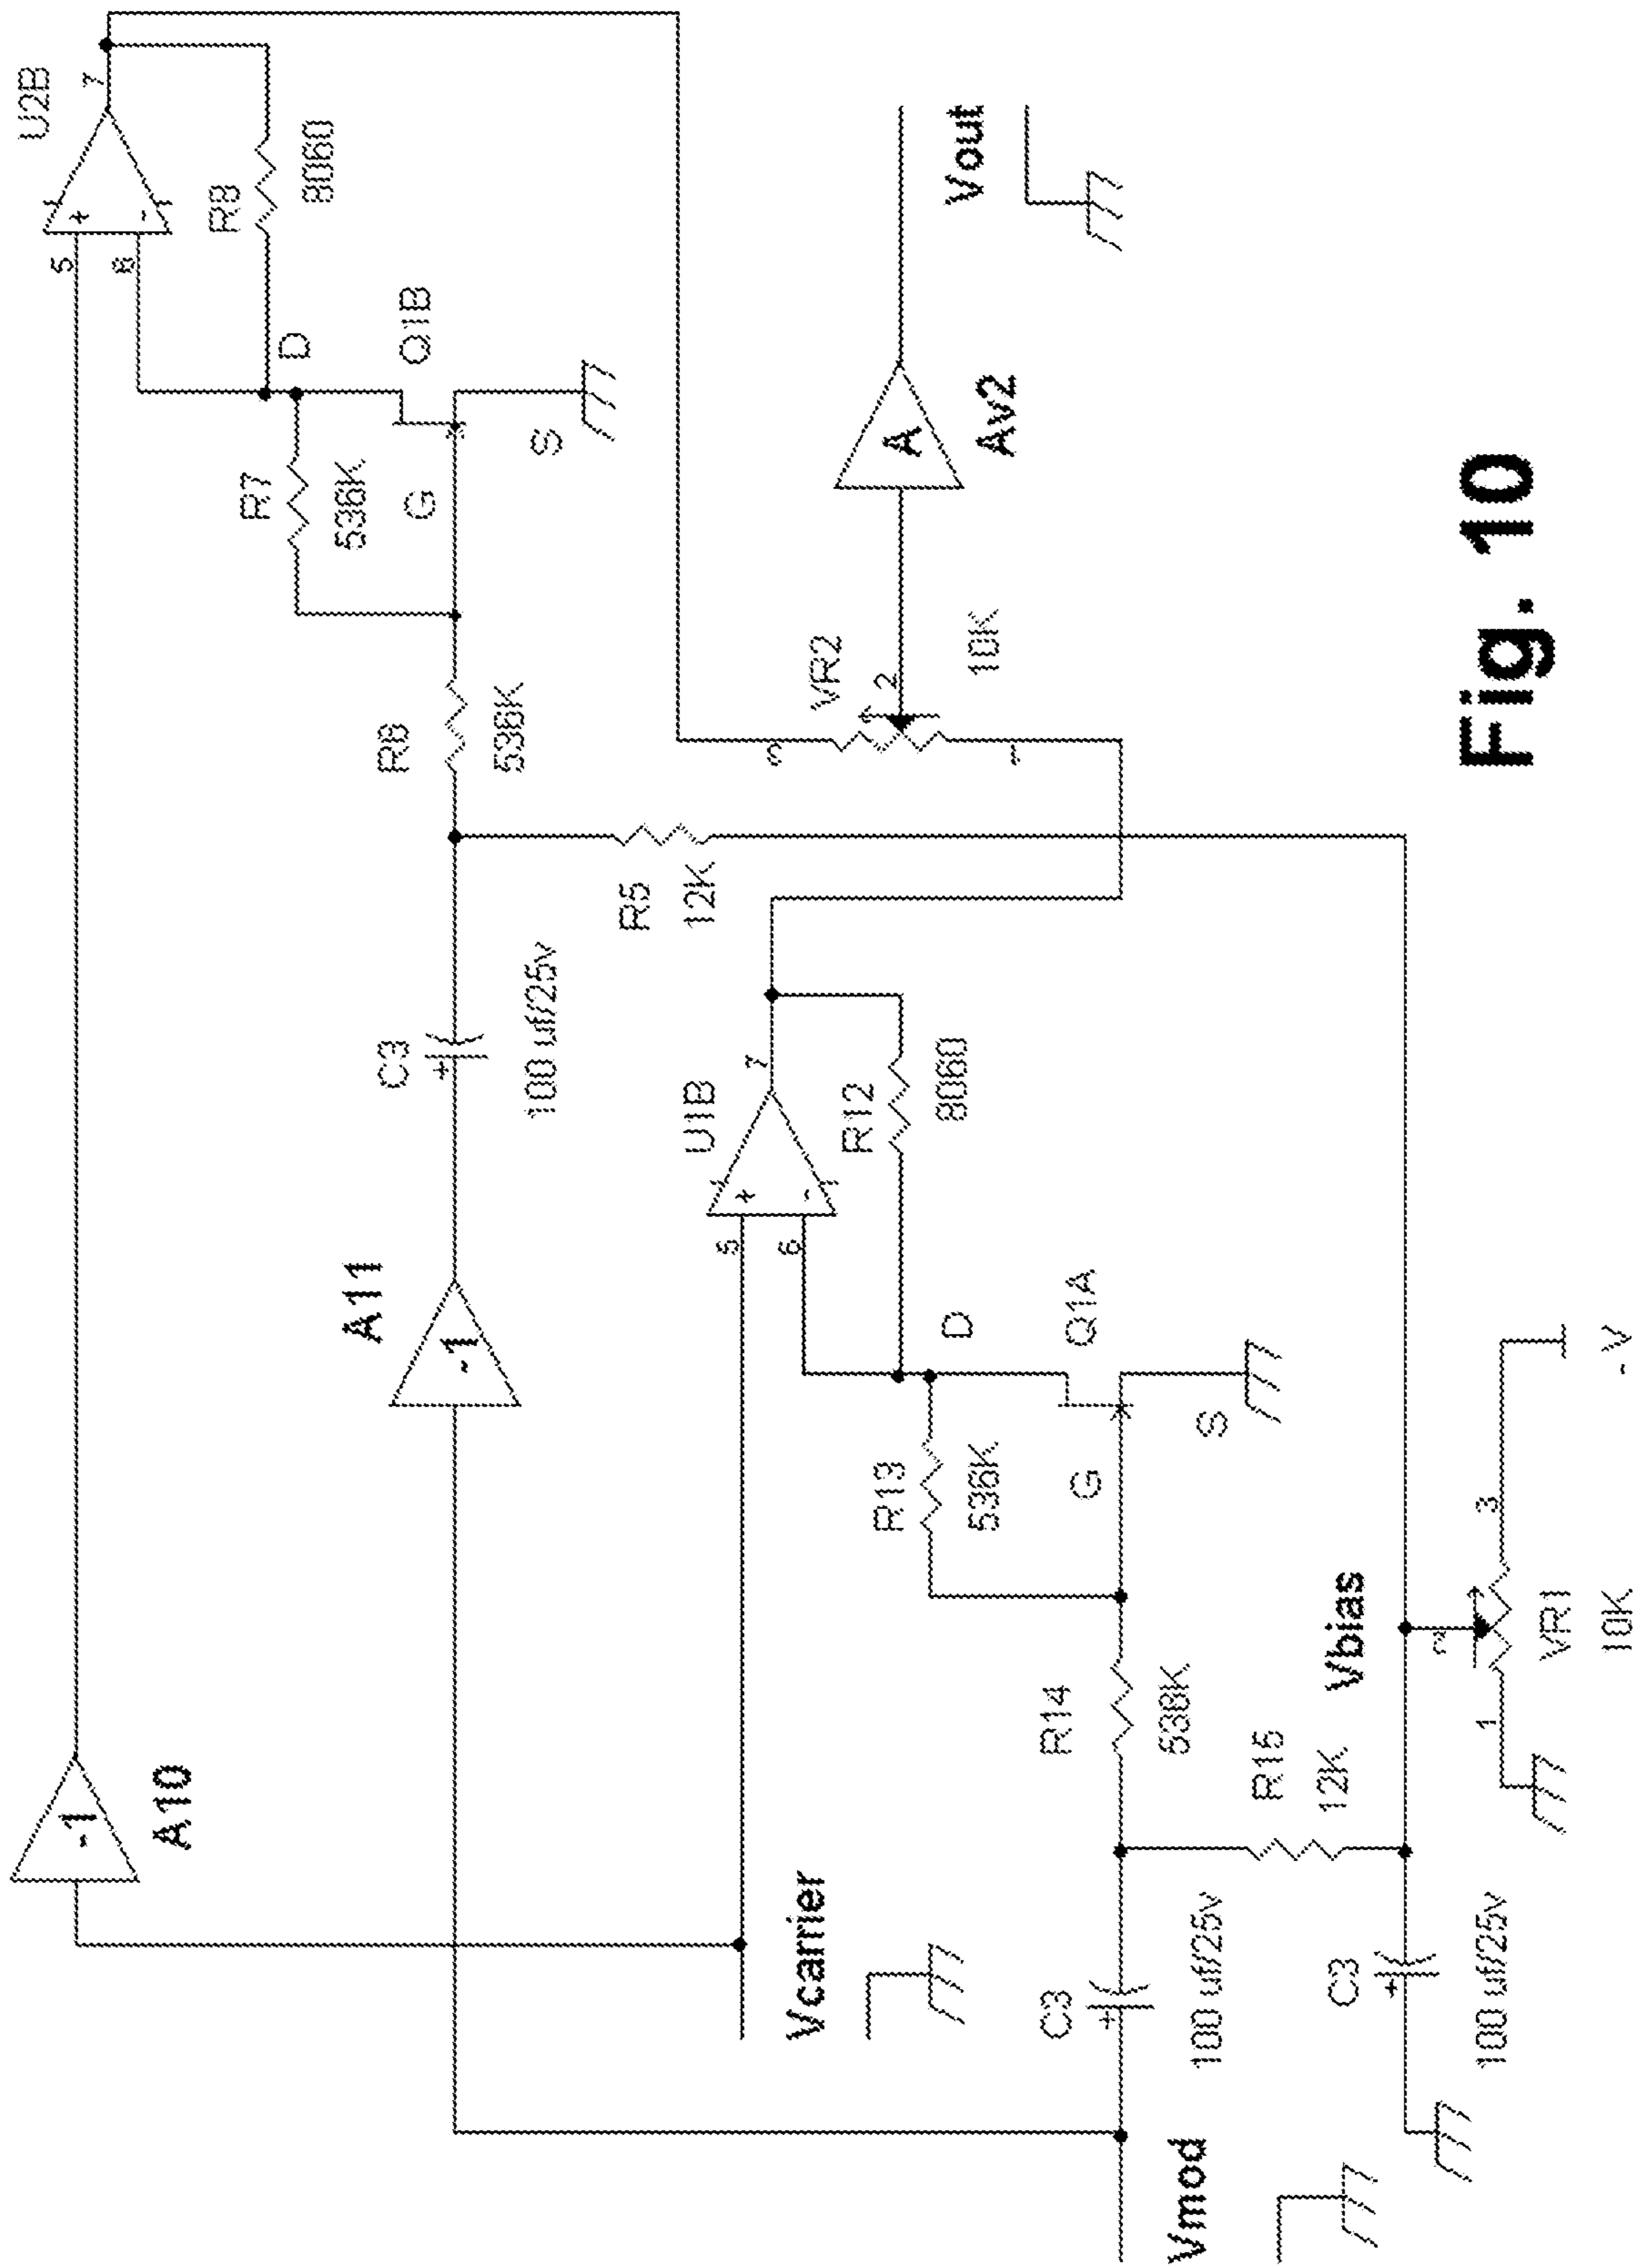 U2B
5
+
7
6
-
-1
A10
R8
8060
R7
536K
D
A11
-1
C3
+
100 uf/25v
R6
536K
G
Q1B
S
R5
12K
U1B
5
+
7
6
-
Vcarrier
VR2
3
2
1
10K
A
Av2
Vout
R12
8060
R13
536K
D
C3
+
100 uf/25v
R14
536K
G
Q1A
S
Vmod
R15
12K
Vbias
C3
+
100 uf/25v
2
1
3
VR1
10K
- V
Fig. 10